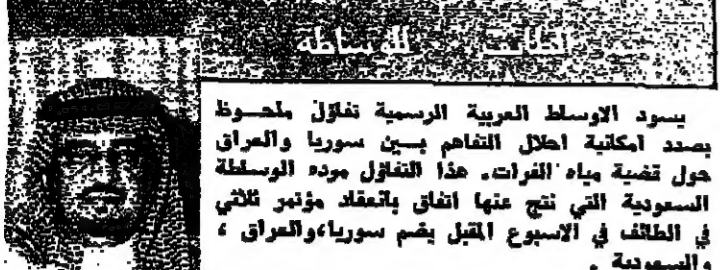 الطائف للوساطة
يسود الاوساط العربية الرسمية تفاؤل ملحوظ
بصدد امكانية احلال التفاهم بين سوريا والعراق
حول قضية مياه الفرات. هذا التفاؤل مرده الوساطة
السعودية التي نتج عنها اتفاق بانعقاد مؤتمر ثلاثي
في الطائف في الاسبوع المقبل يضم سوريا،والعراق ،
والسعودية .